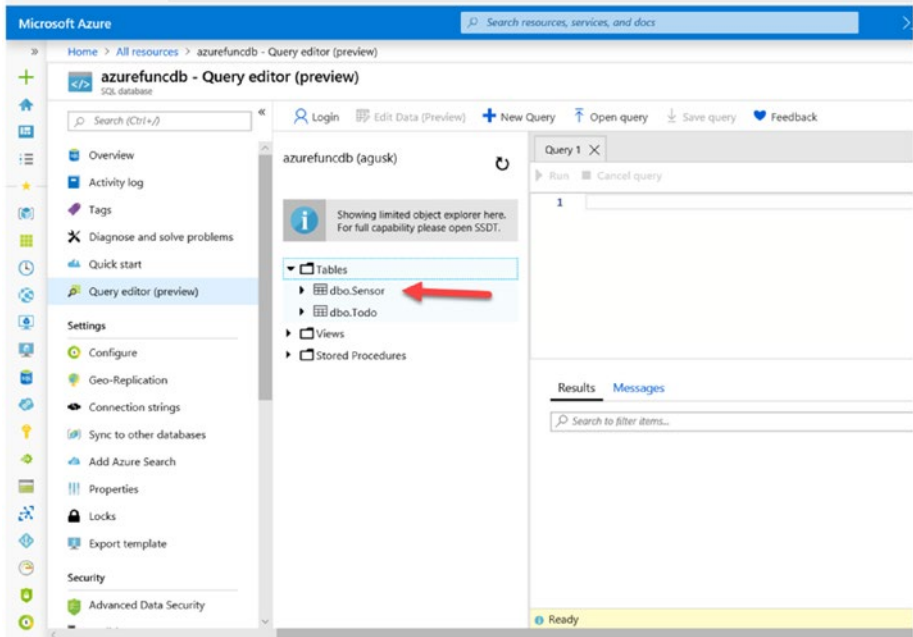 Microsoft Azure
Search resources, services, and docs
Home > All resources > azurefuncdb - Query editor (preview)
azurefuncdb - Query editor (preview)
SQL database
Search (Ctrl+/)
Overview
Activity log
Tags
Diagnose and solve problems
Quick start
Query editor (preview)
Settings
Configure
Geo-Replication
Connection strings
Sync to other databases
Add Azure Search
Properties
Locks
Export template
Security
Advanced Data Security
Login Edit Data (Preview) New Query Open query Save query Feedback
azurefuncdb (agusk)
Showing limited object explorer here.
For full capability please open SSDT.
Tables
dbo.Sensor
dbo.Todo
Views
Stored Procedures
Query 1
Run Cancel query
1
Results Messages
Search to filter items...
Ready